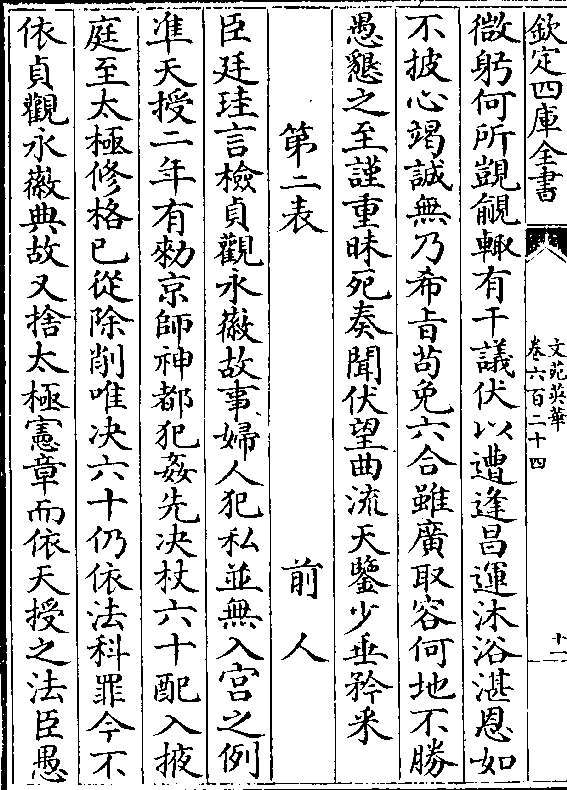 欽定四庫全書
文苑英華
卷六百二十四
十二
微躬何所覬覦輙有干議伏以遭逢昌運沐浴湛恩如
不披心竭誠無乃希旨苟免六合雖廣取容何地不勝
愚懇之至謹重昧死奏聞伏望曲流天鑒少垂矜采
第二表 前人
臣廷珪言檢貞觀永徽故事婦人犯私並無入宫之例
准天授二年有勑京師神都犯姦先决杖六十配入掖
庭至太極修格已從除削唯决六十仍依法科罪今不
依貞觀永徽典故又捨太極憲章而依天授之法臣愚